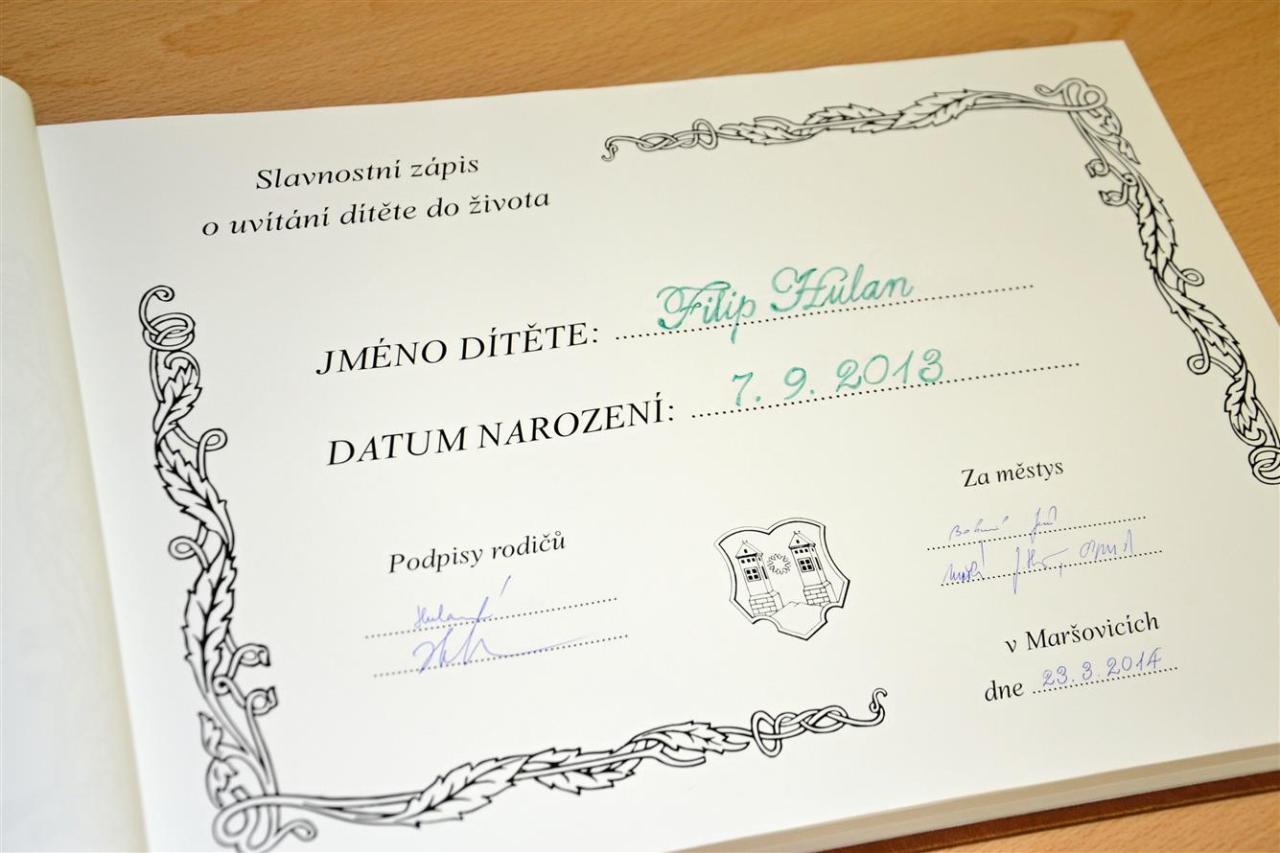 Slavnostní zápis
o uvítání dítěte do života
JMÉNO DÍTĚTE: Filip Hulan
DATUM NAROZENÍ: 7. 9. 2013
Podpisy rodičů
Za městys
v Maršovicích
dne 23.3.2014